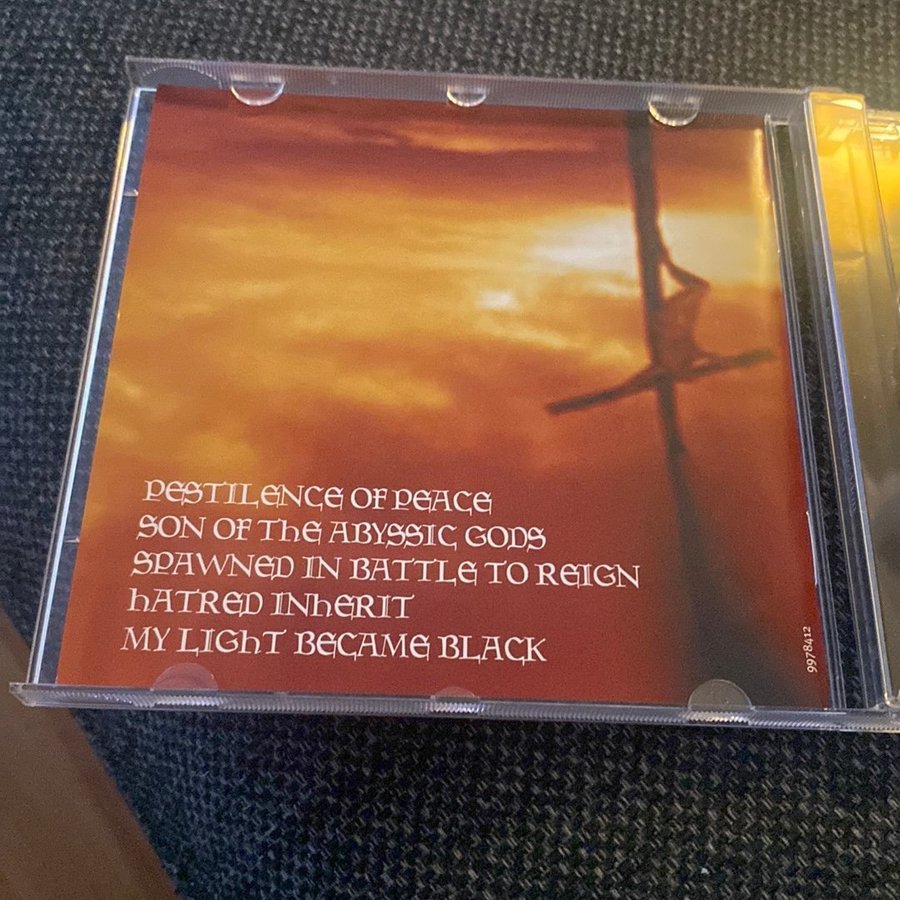 PESTILENCE OF PEACE
SON OF THE ABYSSIC GODS
SPAWNED IN BATTLE TO REIGN
HATRED INHERIT
MY LIGHT BECAME BLACK
9978412